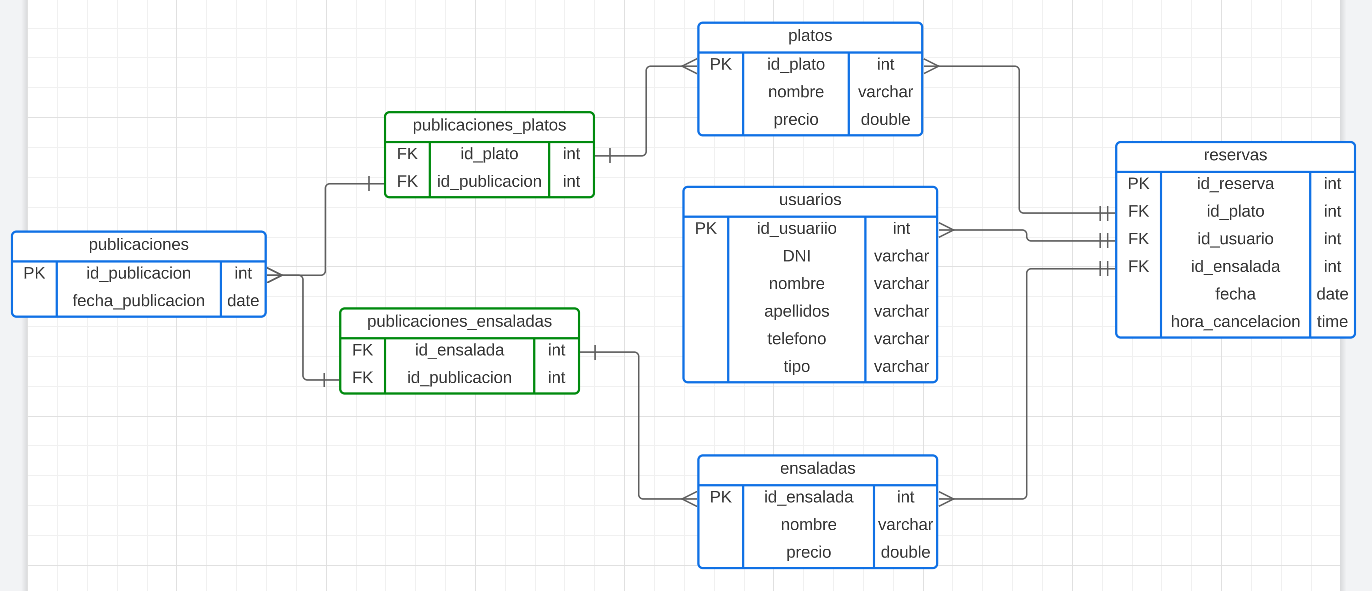 platos
PK id_plato int
nombre varchar
precio double
publicaciones_platos
FK id_plato int
FK id_publicacion int
reservas
PK id_reserva int
FK id_plato int
FK id_usuario int
FK id_ensalada int
fecha date
hora_cancelacion time
usuarios
PK id_usuariio int
DNI varchar
nombre varchar
apellidos varchar
telefono varchar
tipo varchar
publicaciones
PK id_publicacion int
fecha_publicacion date
publicaciones_ensaladas
FK id_ensalada int
FK id_publicacion int
ensaladas
PK id_ensalada int
nombre varchar
precio double